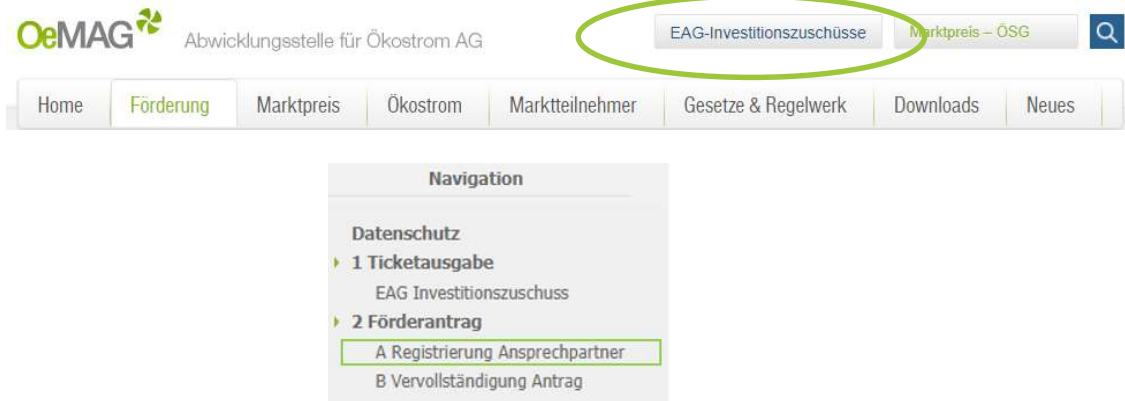 OeMAG Abwicklungsstelle für Ökostrom AG EAG-Investitionszuschüsse Marktpreis – ÖSG
Home Förderung Marktpreis Ökostrom Marktteilnehmer Gesetze & Regelwerk Downloads Neues
Navigation
Datenschutz
1 Ticketausgabe
EAG Investitionszuschuss
2 Förderantrag
A Registrierung Ansprechpartner
B Vervollständigung Antrag